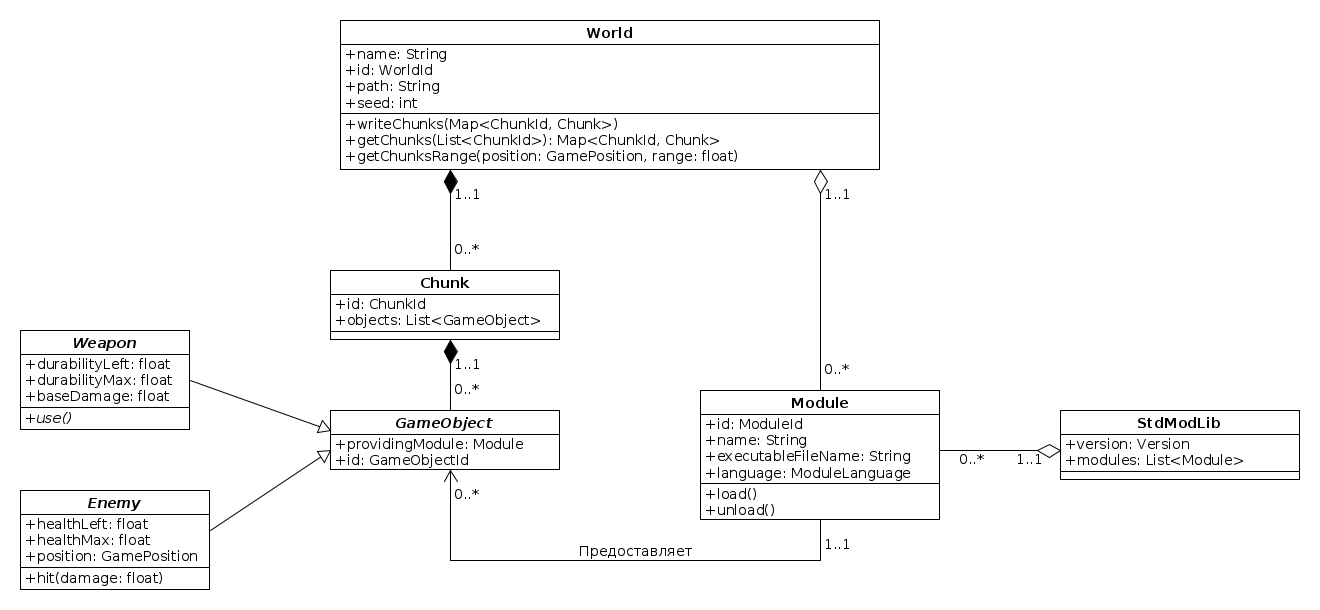 World
+name: String
+id: WorldId
+path: String
+seed: int
+writeChunks(Map<ChunkId, Chunk>)
+getChunks(List<ChunkId>): Map<ChunkId, Chunk>
+getChunksRange(position: GamePosition, range: float)
1..1
1..1
0..*
Chunk
+id: ChunkId
+objects: List<GameObject>
1..1
0..*
Weapon
+durabilityLeft: float
+durabilityMax: float
+baseDamage: float
+use()
GameObject
+providingModule: Module
+id: GameObjectId
0..*
0..*
Module
+id: ModuleId
+name: String
+executableFileName: String
+language: ModuleLanguage
+load()
+unload()
0..*
1..1
StdModLib
+version: Version
+modules: List<Module>
Enemy
+healthLeft: float
+healthMax: float
+position: GamePosition
+hit(damage: float)
Предоставляет
1..1